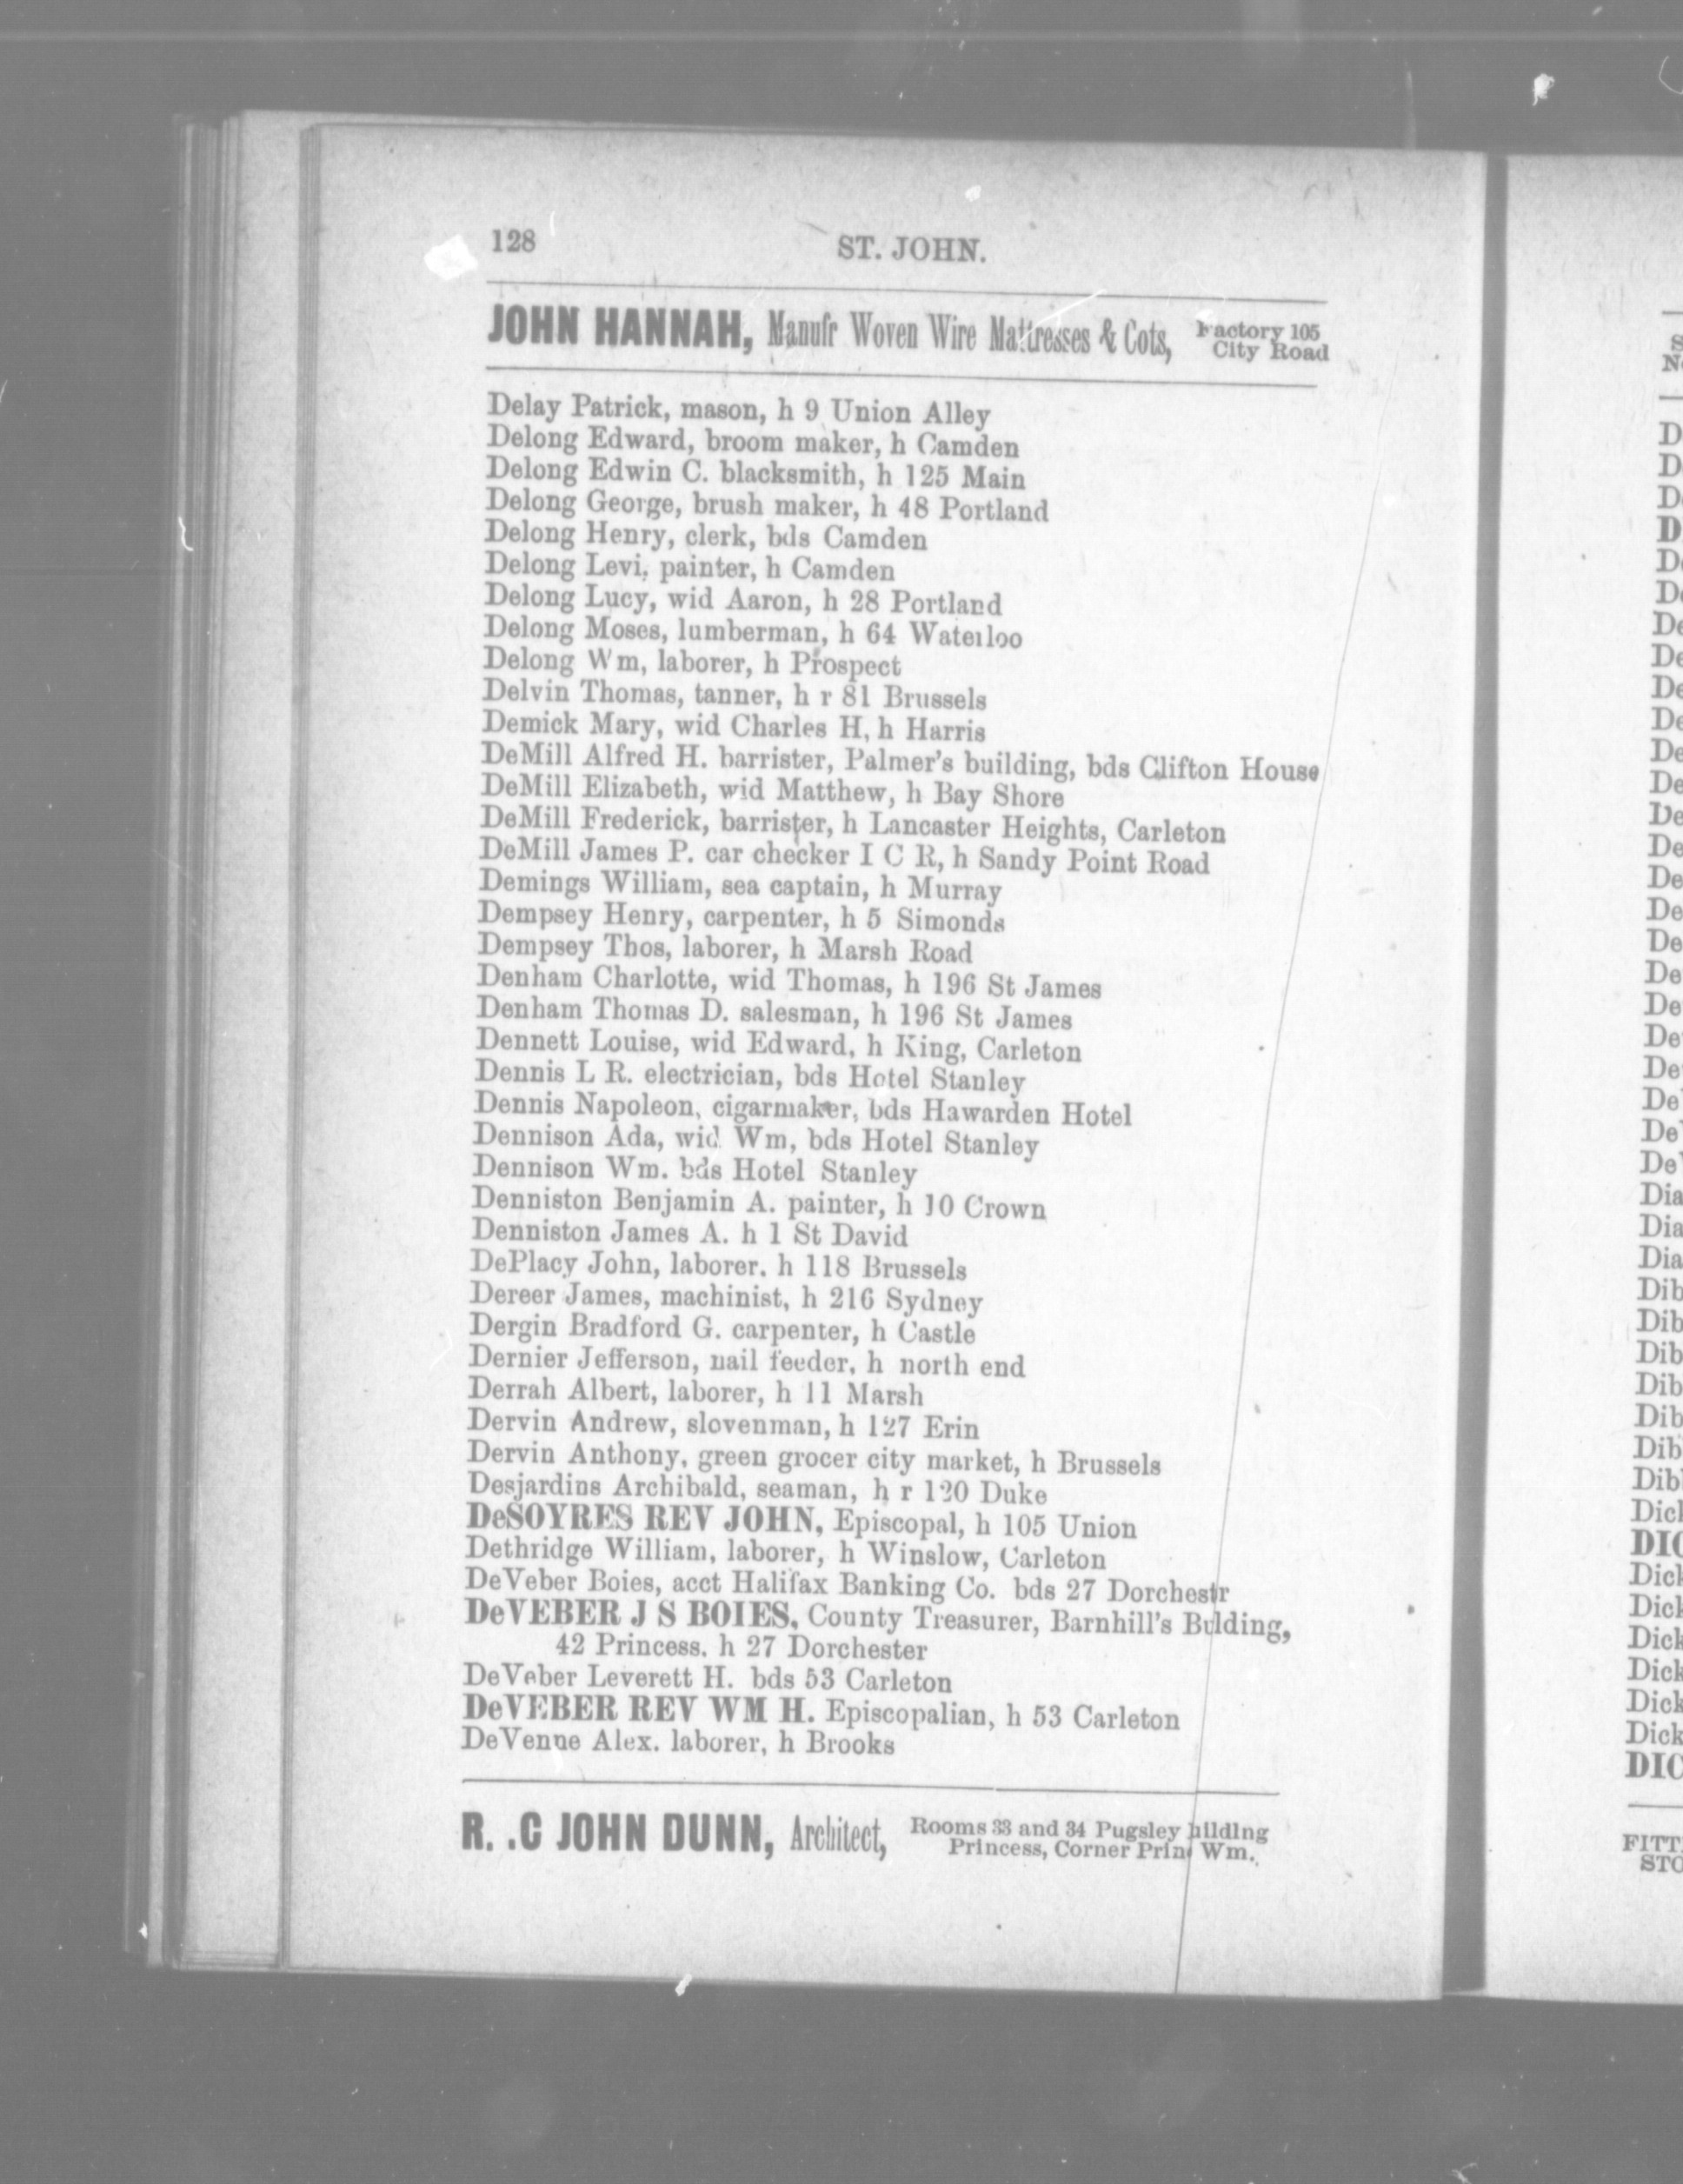 128
ST. JOHN.
JOHN HANNAH, Manufr Woven Wire Mattresses & Cots, Factory 105
City Road
Delay Patrick, mason, h 9 Union Alley
Delong Edward, broom maker, h Camden
Delong Edwin C. blacksmith, h 125 Main
Delong George, brush maker, h 48 Portland
Delong Henry, clerk, bds Camden
Delong Levi, painter, h Camden
Delong Lucy, wid Aaron, h 28 Portland
Delong Moses, lumberman, h 64 Waterloo
Delong Wm, laborer, h Prospect
Delvin Thomas, tanner, h r 81 Brussels
Demick Mary, wid Charles H, h Harris
DeMill Alfred H. barrister, Palmer's building, bds Clifton House
DeMill Elizabeth, wid Matthew, h Bay Shore
DeMill Frederick, barrister, h Lancaster Heights, Carleton
DeMill James P. car checker I C R, h Sandy Point Road
Demings William, sea captain, h Murray
Dempsey Henry, carpenter, h 5 Simonds
Dempsey Thos, laborer, h Marsh Road
Denham Charlotte, wid Thomas, h 196 St James
Denham Thomas D. salesman, h 196 St James
Dennett Louise, wid Edward, h King, Carleton
Dennis L R. electrician, bds Hotel Stanley
Dennis Napoleon, cigarmaker, bds Hawarden Hotel
Dennison Ada, wid Wm, bds Hotel Stanley
Dennison Wm. bds Hotel Stanley
Denniston Benjamin A. painter, h 10 Crown
Denniston James A. h 1 St David
DePlacy John, laborer. h 118 Brussels
Dereer James, machinist, h 216 Sydney
Dergin Bradford G. carpenter, h Castle
Dernier Jefferson, nail feeder, h north end
Derrah Albert, laborer, h 11 Marsh
Dervin Andrew, slovenman, h 127 Erin
Dervin Anthony, green grocer city market, h Brussels
Desjardins Archibald, seaman, h r 120 Duke
DeSOYRES REV JOHN, Episcopal, h 105 Union
Dethridge William, laborer, h Winslow, Carleton
DeVeber Boies, acct Halifax Banking Co. bds 27 Dorchestr
DeVEBER J S BOIES, County Treasurer, Barnhill's Bulding,
42 Princess. h 27 Dorchester
DeVeber Leverett H. bds 53 Carleton
DeVEBER REV WM H. Episcopalian, h 53 Carleton
DeVenne Alex. laborer, h Brooks
R. .C JOHN DUNN, Architect, Rooms 33 and 34 Pugsley
Princess, Corner Wm.